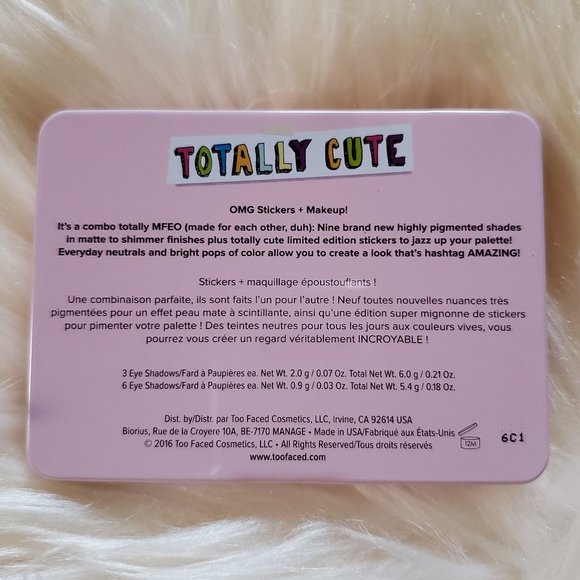 TOTALLY CUTE
OMG Stickers + Makeup!
It's a combo totally MFEO (made for each other, duh): Nine brand new highly pigmented shades
in matte to shimmer finishes plus totally cute limited edition stickers to jazz up your palette!
Everyday neutrals and bright pops of color allow you to create a look that's hashtag AMAZING!
Stickers + maquillage époustouflants !
Une combinaison parfaite, ils sont faits l'un pour l'autre ! Neuf toutes nouvelles nuances très
pigmentées pour un effet peau mate à scintillante, ainsi qu'une édition super mignonne de stickers
pour pimenter votre palette ! Des teintes neutres pour tous les jours aux couleurs vives, vous
pourrez vous créer un regard véritablement INCROYABLE !
3 Eye Shadows/Fard à Paupières ea. Net Wt. 2.0 g / 0.07 Oz. Total Net Wt. 6.0 g / 0.21 Oz.
6 Eye Shadows/Fard à Paupières ea. Net Wt. 0.9 g / 0.03 Oz. Total Net Wt. 5.4 g / 0.18 Oz.
Dist. by/Distr. par Too Faced Cosmetics, LLC, Irvine, CA 92614 USA
Biorius, Rue de la Croyere 10A, BE-7170 MANAGE • Made in USA/Fabriqué aux États-Unis
© 2016 Too Faced Cosmetics, LLC • All Rights Reserved/Tous droits réservés
www.toofaced.com
12M
6C1